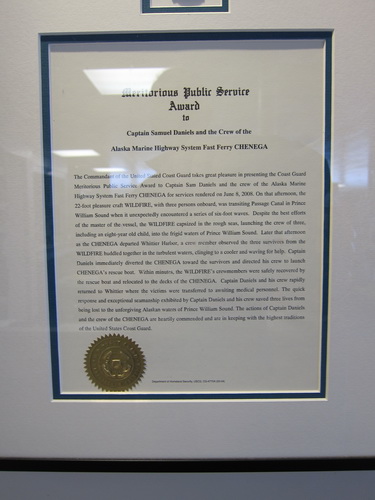 Meritorious Public Service
Award
to
Captain Samuel Daniels and the Crew of the
Alaska Marine Highway System Fast Ferry CHENEGA
The Commandant of the United States Coast Guard takes great pleasure in presenting the Coast Guard
Meritorious Public Service Award to Captain Sam Daniels and the crew of the Alaska Marine
Highway System Fast Ferry CHENEGA for services rendered on June 8, 2008. On that afternoon, the
22-foot pleasure craft WILDFIRE, with three persons onboard, was transiting Passage Canal in Prince
William Sound when it unexpectedly encountered a series of six-foot waves. Despite the best efforts
of the master of the vessel, the WILDFIRE capsized in the rough seas, launching the crew of three,
including an eight-year old child, into the frigid waters of Prince William Sound. Later that afternoon
as the CHENEGA departed Whittier Harbor, a crew member observed the three survivors from the
WILDFIRE huddled together in the turbulent waters, clinging to a cooler and waving for help. Captain
Daniels immediately diverted the CHENEGA toward the survivors and directed his crew to launch
CHENEGA's rescue boat. Within minutes, the WILDFIRE's crewmembers were safely recovered by
the rescue boat and relocated to the decks of the CHENEGA. Captain Daniels and his crew rapidly
returned to Whittier where the victims were transferred to awaiting medical personnel. The quick
response and exceptional seamanship exhibited by Captain Daniels and his crew saved three lives from
being lost to the unforgiving Alaskan waters of Prince William Sound. The actions of Captain Daniels
and the crew of the CHENEGA are heartily commended and are in keeping with the highest traditions
of the United States Coast Guard.